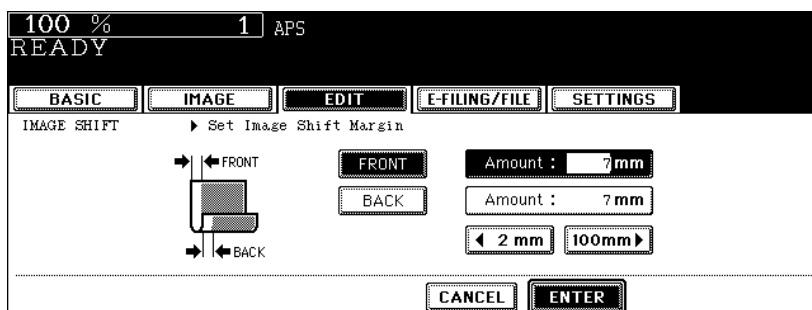 100 % 1 APS
READY
BASIC IMAGE EDIT E-FILING/FILE SETTINGS
IMAGE SHIFT ▶ Set Image Shift Margin
FRONT FRONT Amount : 7mm
BACK Amount : 7mm
BACK ◀ 2 mm 100mm▶
CANCEL ENTER